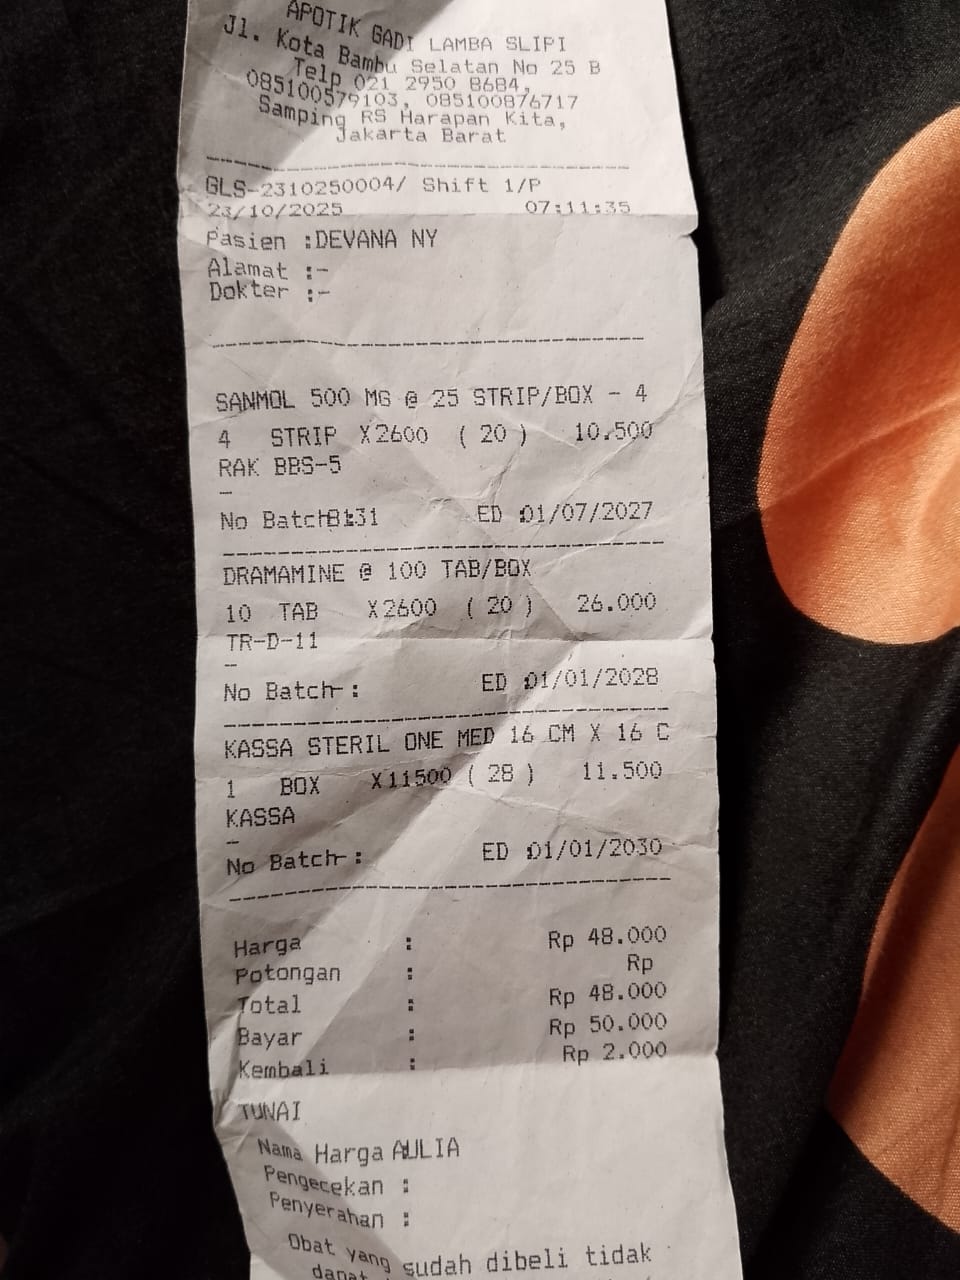 APOTIK GADI LAMBA SLIPI
Jl. Kota Bambu Selatan No 25 B
Telp 021 2950 8684,
085100579103, 085100876717
Samping RS Harapan Kita,
Jakarta Barat
GLS-2310250004/ Shift 1/P
23/10/2025 07:11:35
Pasien :DEVANA NY
Alamat :-
Dokter :-
SANMOL 500 MG @ 25 STRIP/BOX - 4
4 STRIP X2600 ( 20 ) 10.500
RAK BBS-5
-
No Batch ED 01/07/2027
DRAMAMINE @ 100 TAB/BOX
10 TAB X2600 ( 20 ) 26.000
TR-D-11
-
No Batch- : ED 01/01/2028
KASSA STERIL ONE MED 16 CM X 16 C
1 BOX X11500 ( 28 ) 11.500
KASSA
-
No Batch- : ED 01/01/2030
Harga : Rp 48.000
Potongan : Rp
Total : Rp 48.000
Bayar : Rp 50.000
Kembali : Rp 2.000
TUNAI
Nama Harga AULIA
Pengecekan :
Penyerahan :
Obat yang sudah dibeli tidak